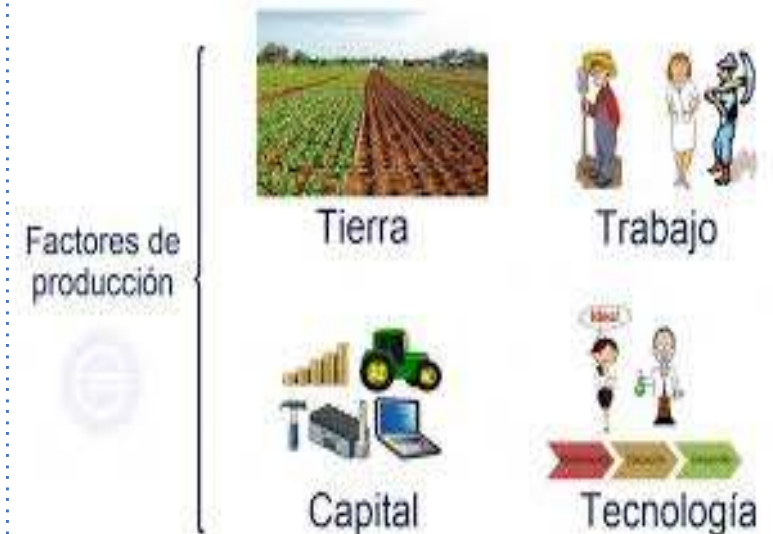 Tierra
Trabajo
Factores de
producción
Idea!
Capital
Tecnología